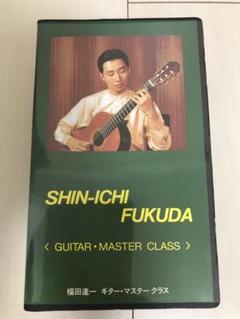 SHIN-ICHI
FUKUDA
〈 GUITAR・MASTER CLASS 〉
福田進一 ギター・マスター クラス